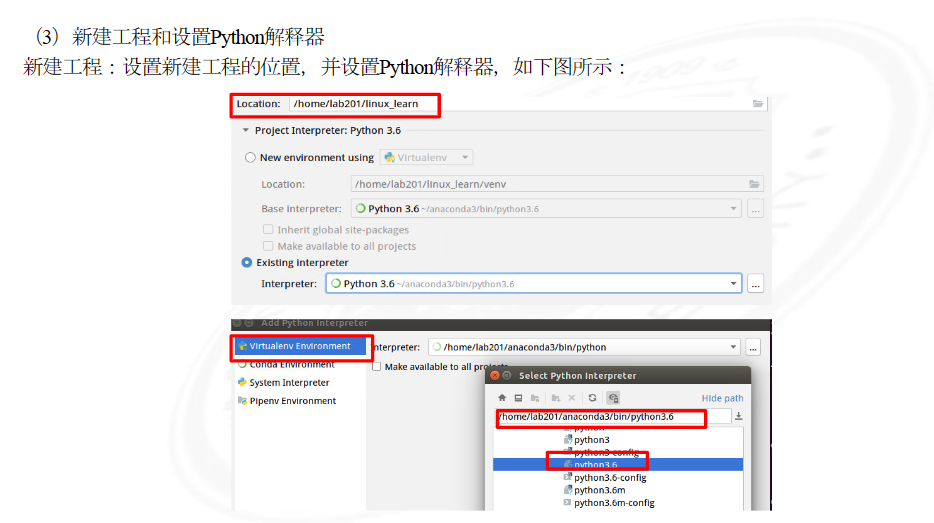 （3）新建工程和设置Python解释器
新建工程：设置新建工程的位置，并设置Python解释器，如下图所示：
Location: /home/lab201/linux_learn
Project Interpreter: Python 3.6
New environment using Virtualenv
Location: /home/lab201/linux_learn/venv
Base interpreter: Python 3.6 ~/anaconda3/bin/python3.6 ...
Inherit global site-packages
Make available to all projects
Existing interpreter
Interpreter: Python 3.6 ~/anaconda3/bin/python3.6 ...
Add Python Interpreter
Virtualenv Environment
Conda Environment
System Interpreter
Pipenv Environment
Interpreter: /home/lab201/anaconda3/bin/python ...
Make available to all projects
Select Python Interpreter
Hide path
/home/lab201/anaconda3/bin/python3.6
python
python3
python3-config
python3.6
python3.6-config
python3.6m
python3.6m-config